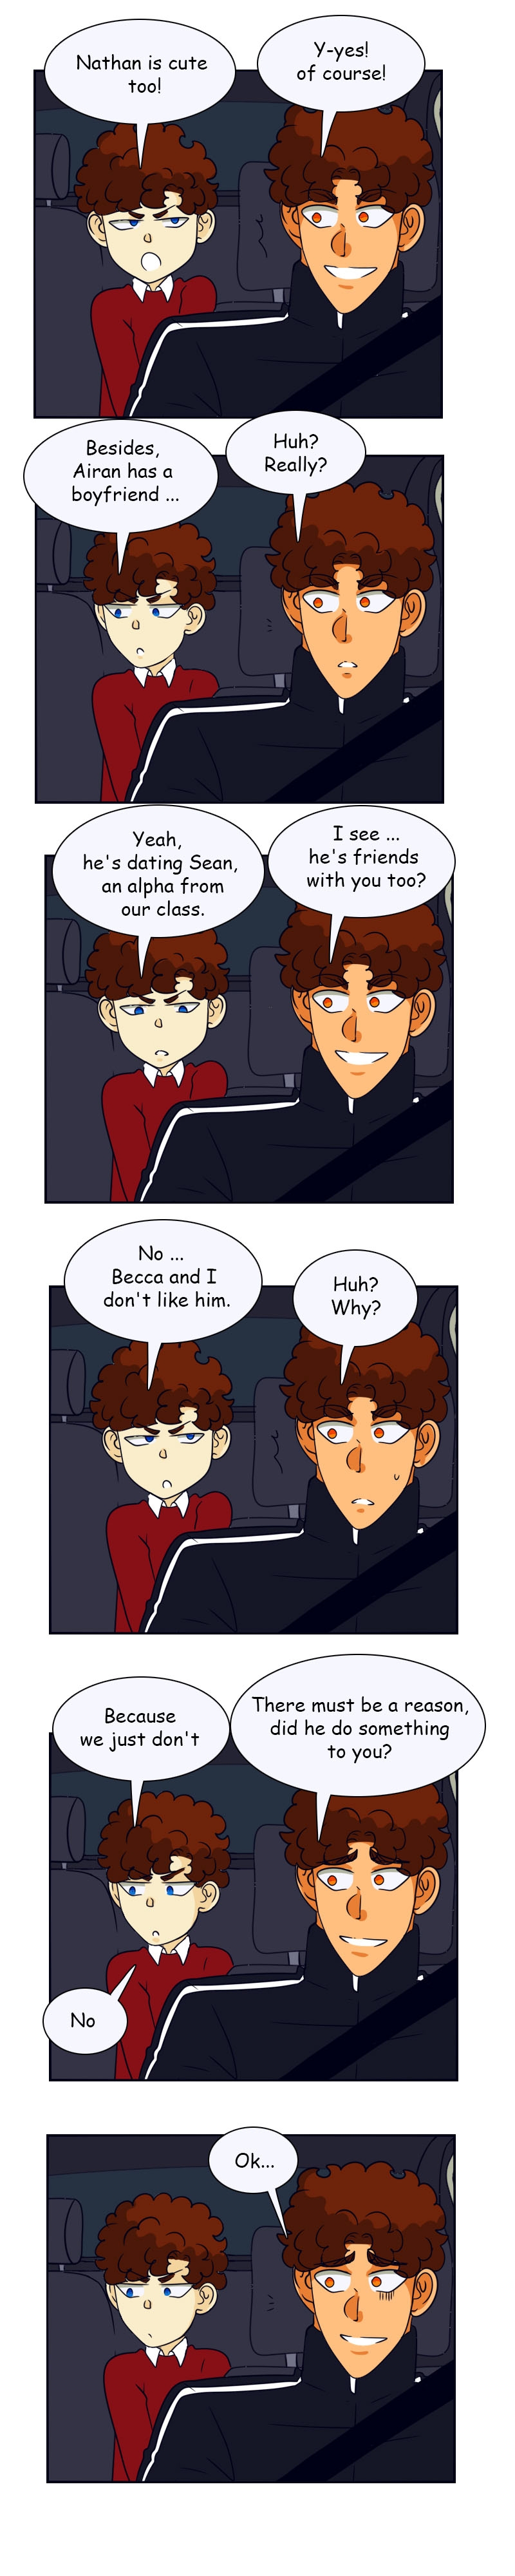 Nathan is cute
too!
Y-yes!
of course!
Besides,
Airan has a
boyfriend ...
Huh?
Really?
Yeah,
he's dating Sean,
an alpha from
our class.
I see ...
he's friends
with you too?
No ...
Becca and I
don't like him.
Huh?
Why?
Because
we just don't
There must be a reason,
did he do something
to you?
No
Ok...